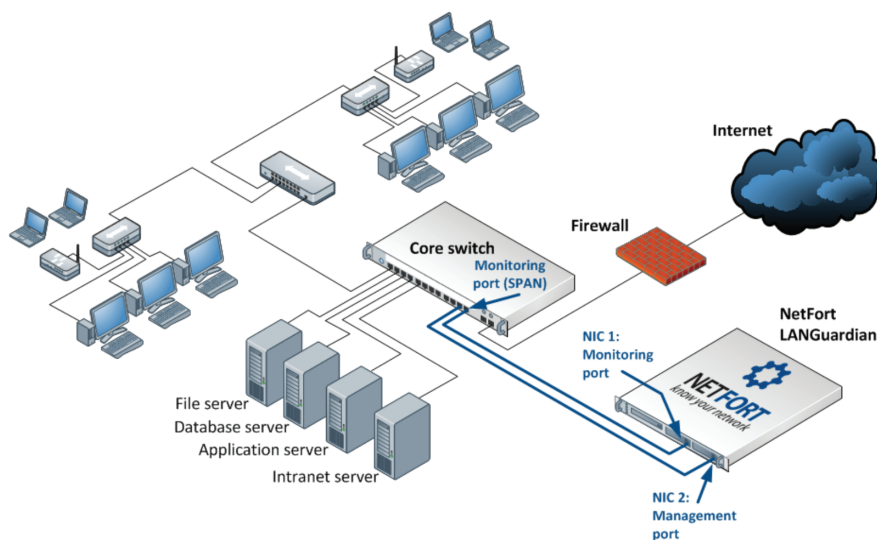 Internet
Firewall
Core switch
Monitoring
port (SPAN)
NetFort
LANGuardian
NIC 1:
Monitoring
port
NETFORT
know your network
File server
Database server
Application server
Intranet server
NIC 2:
Management
port